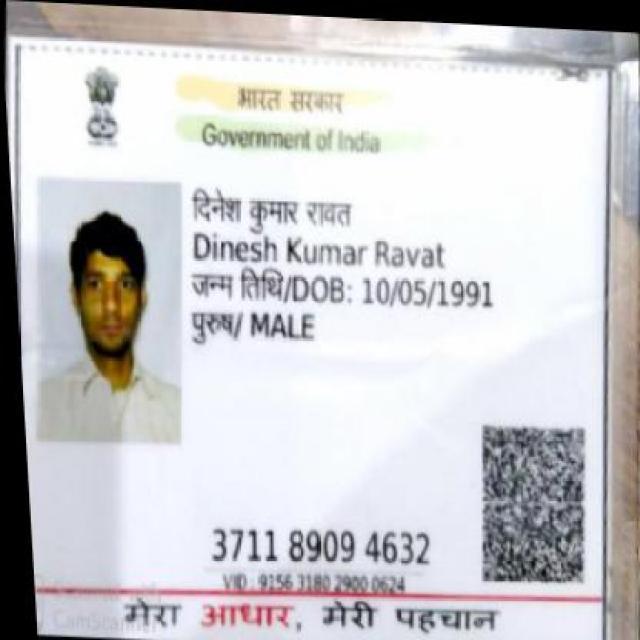 भारत सरकार
Government of India
दिनेश कुमार रावत
Dinesh Kumar Ravat
जन्म तिथि/DOB: 10/05/1991
पुरुष/ MALE
3711 8909 4632
VID : 9156 3180 2900 0624
मेरा आधार, मेरी पहचान
CamScanner